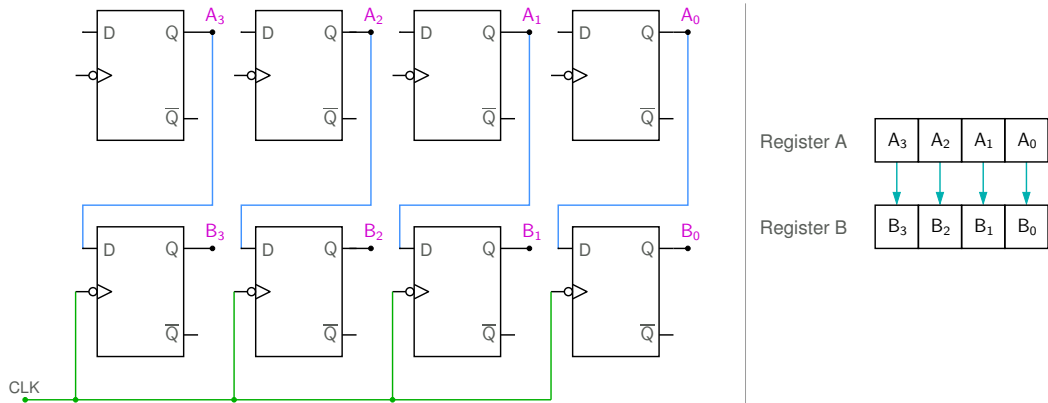 A₃ A₂ A₁ A₀
D Q D Q D Q D Q
Q̅ Q̅ Q̅ Q̅
B₃ B₂ B₁ B₀
D Q D Q D Q D Q
Q̅ Q̅ Q̅ Q̅
CLK
Register A A₃ A₂ A₁ A₀
Register B B₃ B₂ B₁ B₀